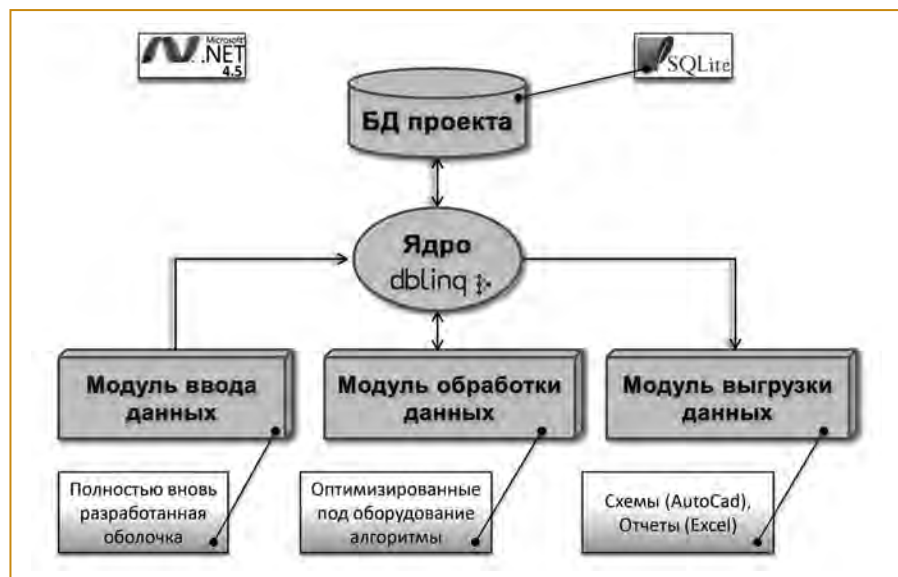 Microsoft
.NET
4.5
SQLite
БД проекта
Ядро
dblinq
Модуль ввода
данных
Модуль обработки
данных
Модуль выгрузки
данных
Полностью вновь
разработанная
оболочка
Оптимизированные
под оборудование
алгоритмы
Схемы (AutoCad),
Отчеты (Excel)